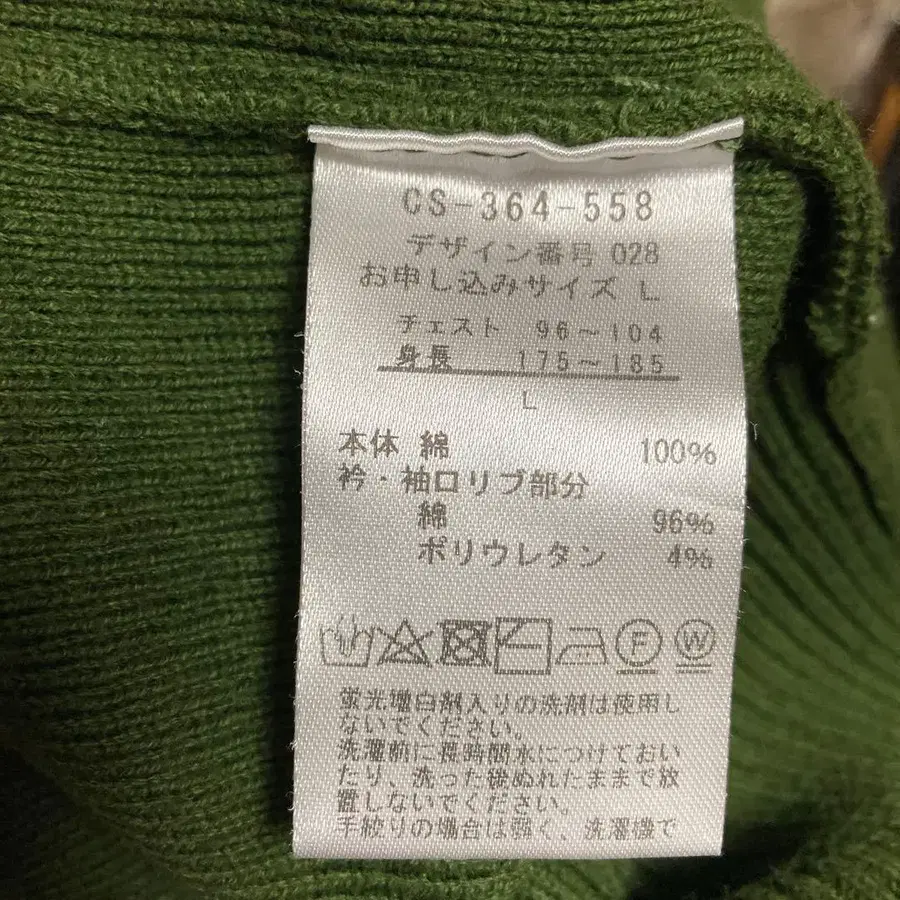 CS-364-558
デザイン番号 028
お申し込みサイズ L
チェスト 96～104
身長 175～185
L
本体 綿 100%
衿・袖口リブ部分
綿 96%
ポリウレタン 4%
F W
蛍光増白剤入りの洗剤は使用し
ないでください。
洗濯前に長時間水につけておい
たり、洗った後ぬれたままで放
置しないでください。
手絞りの場合は弱く、洗濯機で